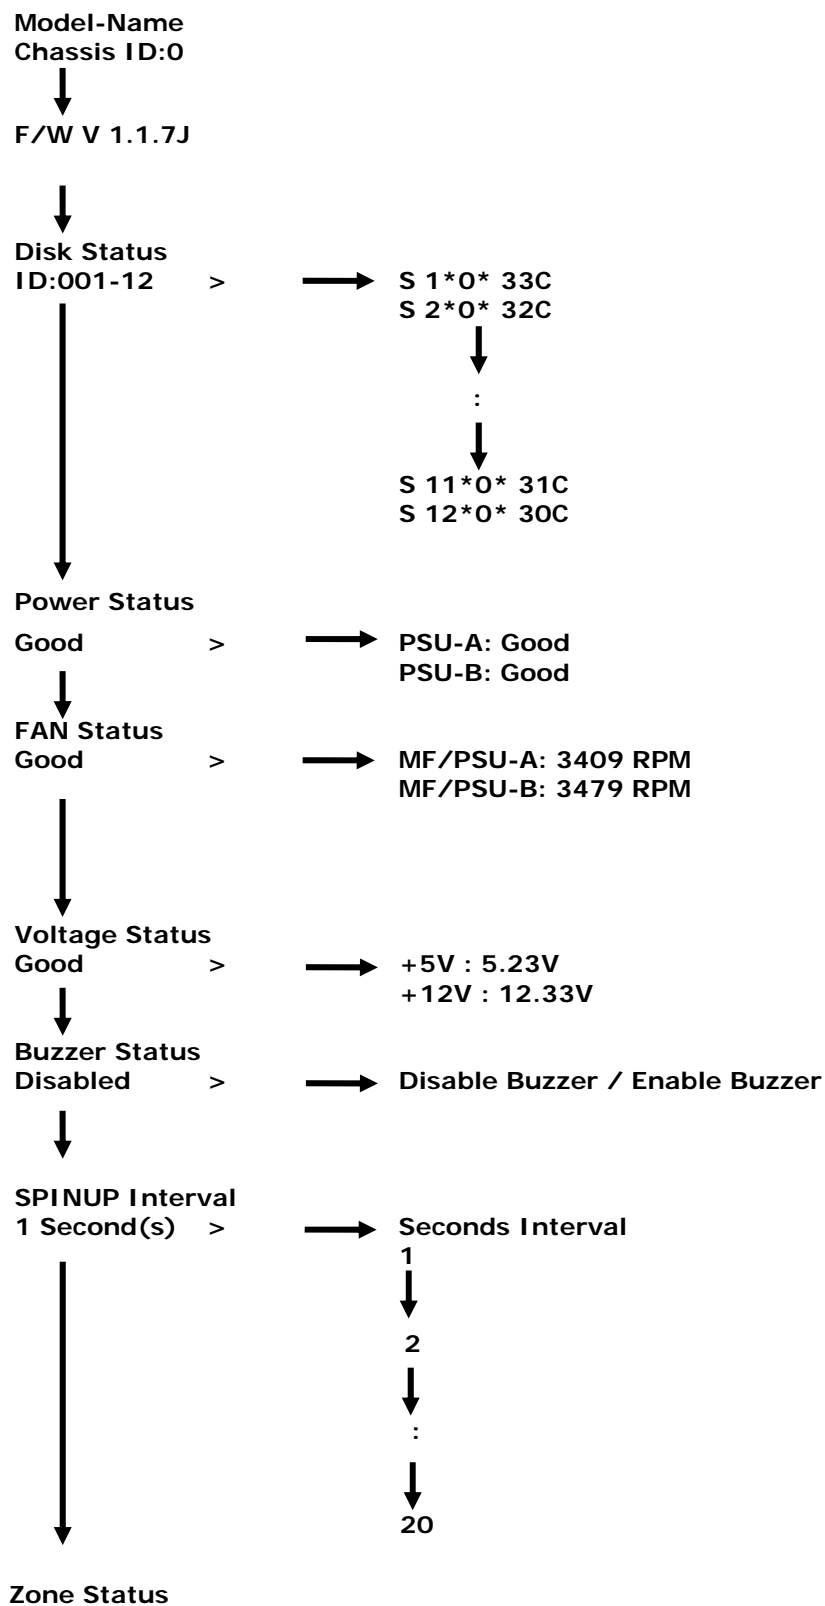 Model-Name
Chassis ID:0
F/W V 1.1.7J
Disk Status
ID:001-12 >
S 1*0* 33C
S 2*0* 32C
:
S 11*0* 31C
S 12*0* 30C
Power Status
Good >
PSU-A: Good
PSU-B: Good
FAN Status
Good >
MF/PSU-A: 3409 RPM
MF/PSU-B: 3479 RPM
Voltage Status
Good >
+5V : 5.23V
+12V : 12.33V
Buzzer Status
Disabled >
Disable Buzzer / Enable Buzzer
SPINUP Interval
1 Second(s) >
Seconds Interval
1
2
:
20
Zone Status